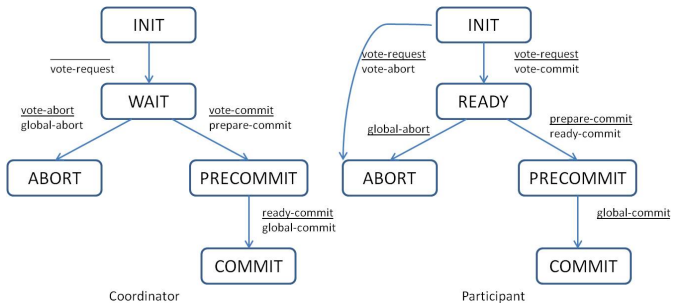 INIT
vote-request
WAIT
vote-abort
global-abort
vote-commit
prepare-commit
ABORT
PRECOMMIT
ready-commit
global-commit
COMMIT
Coordinator
INIT
vote-request
vote-abort
vote-request
vote-commit
READY
global-abort
prepare-commit
ready-commit
ABORT
PRECOMMIT
global-commit
COMMIT
Participant